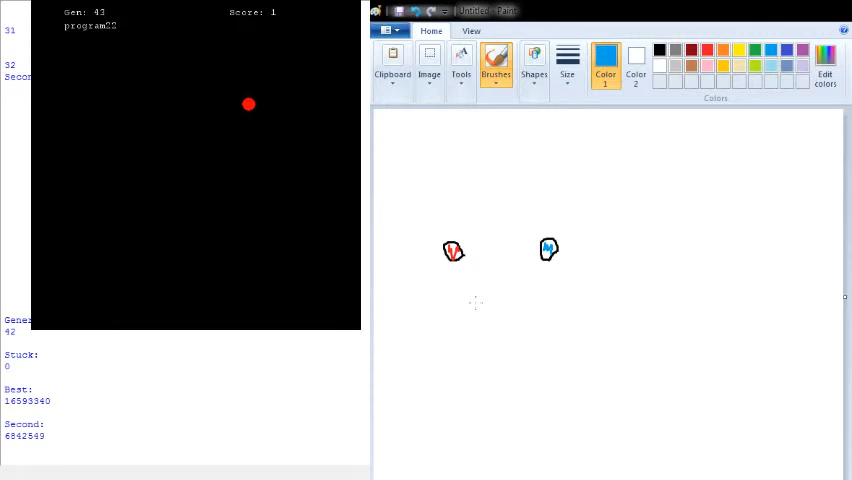 31
32
Secon
Gen: 43 Score: 1
program22
Gener
42
Stuck:
0
Best:
16593340
Second:
6842549
Untitled - Paint
Home View
Clipboard Image Tools Brushes Shapes Size Color 1 Color 2 Edit colors
Colors
V M